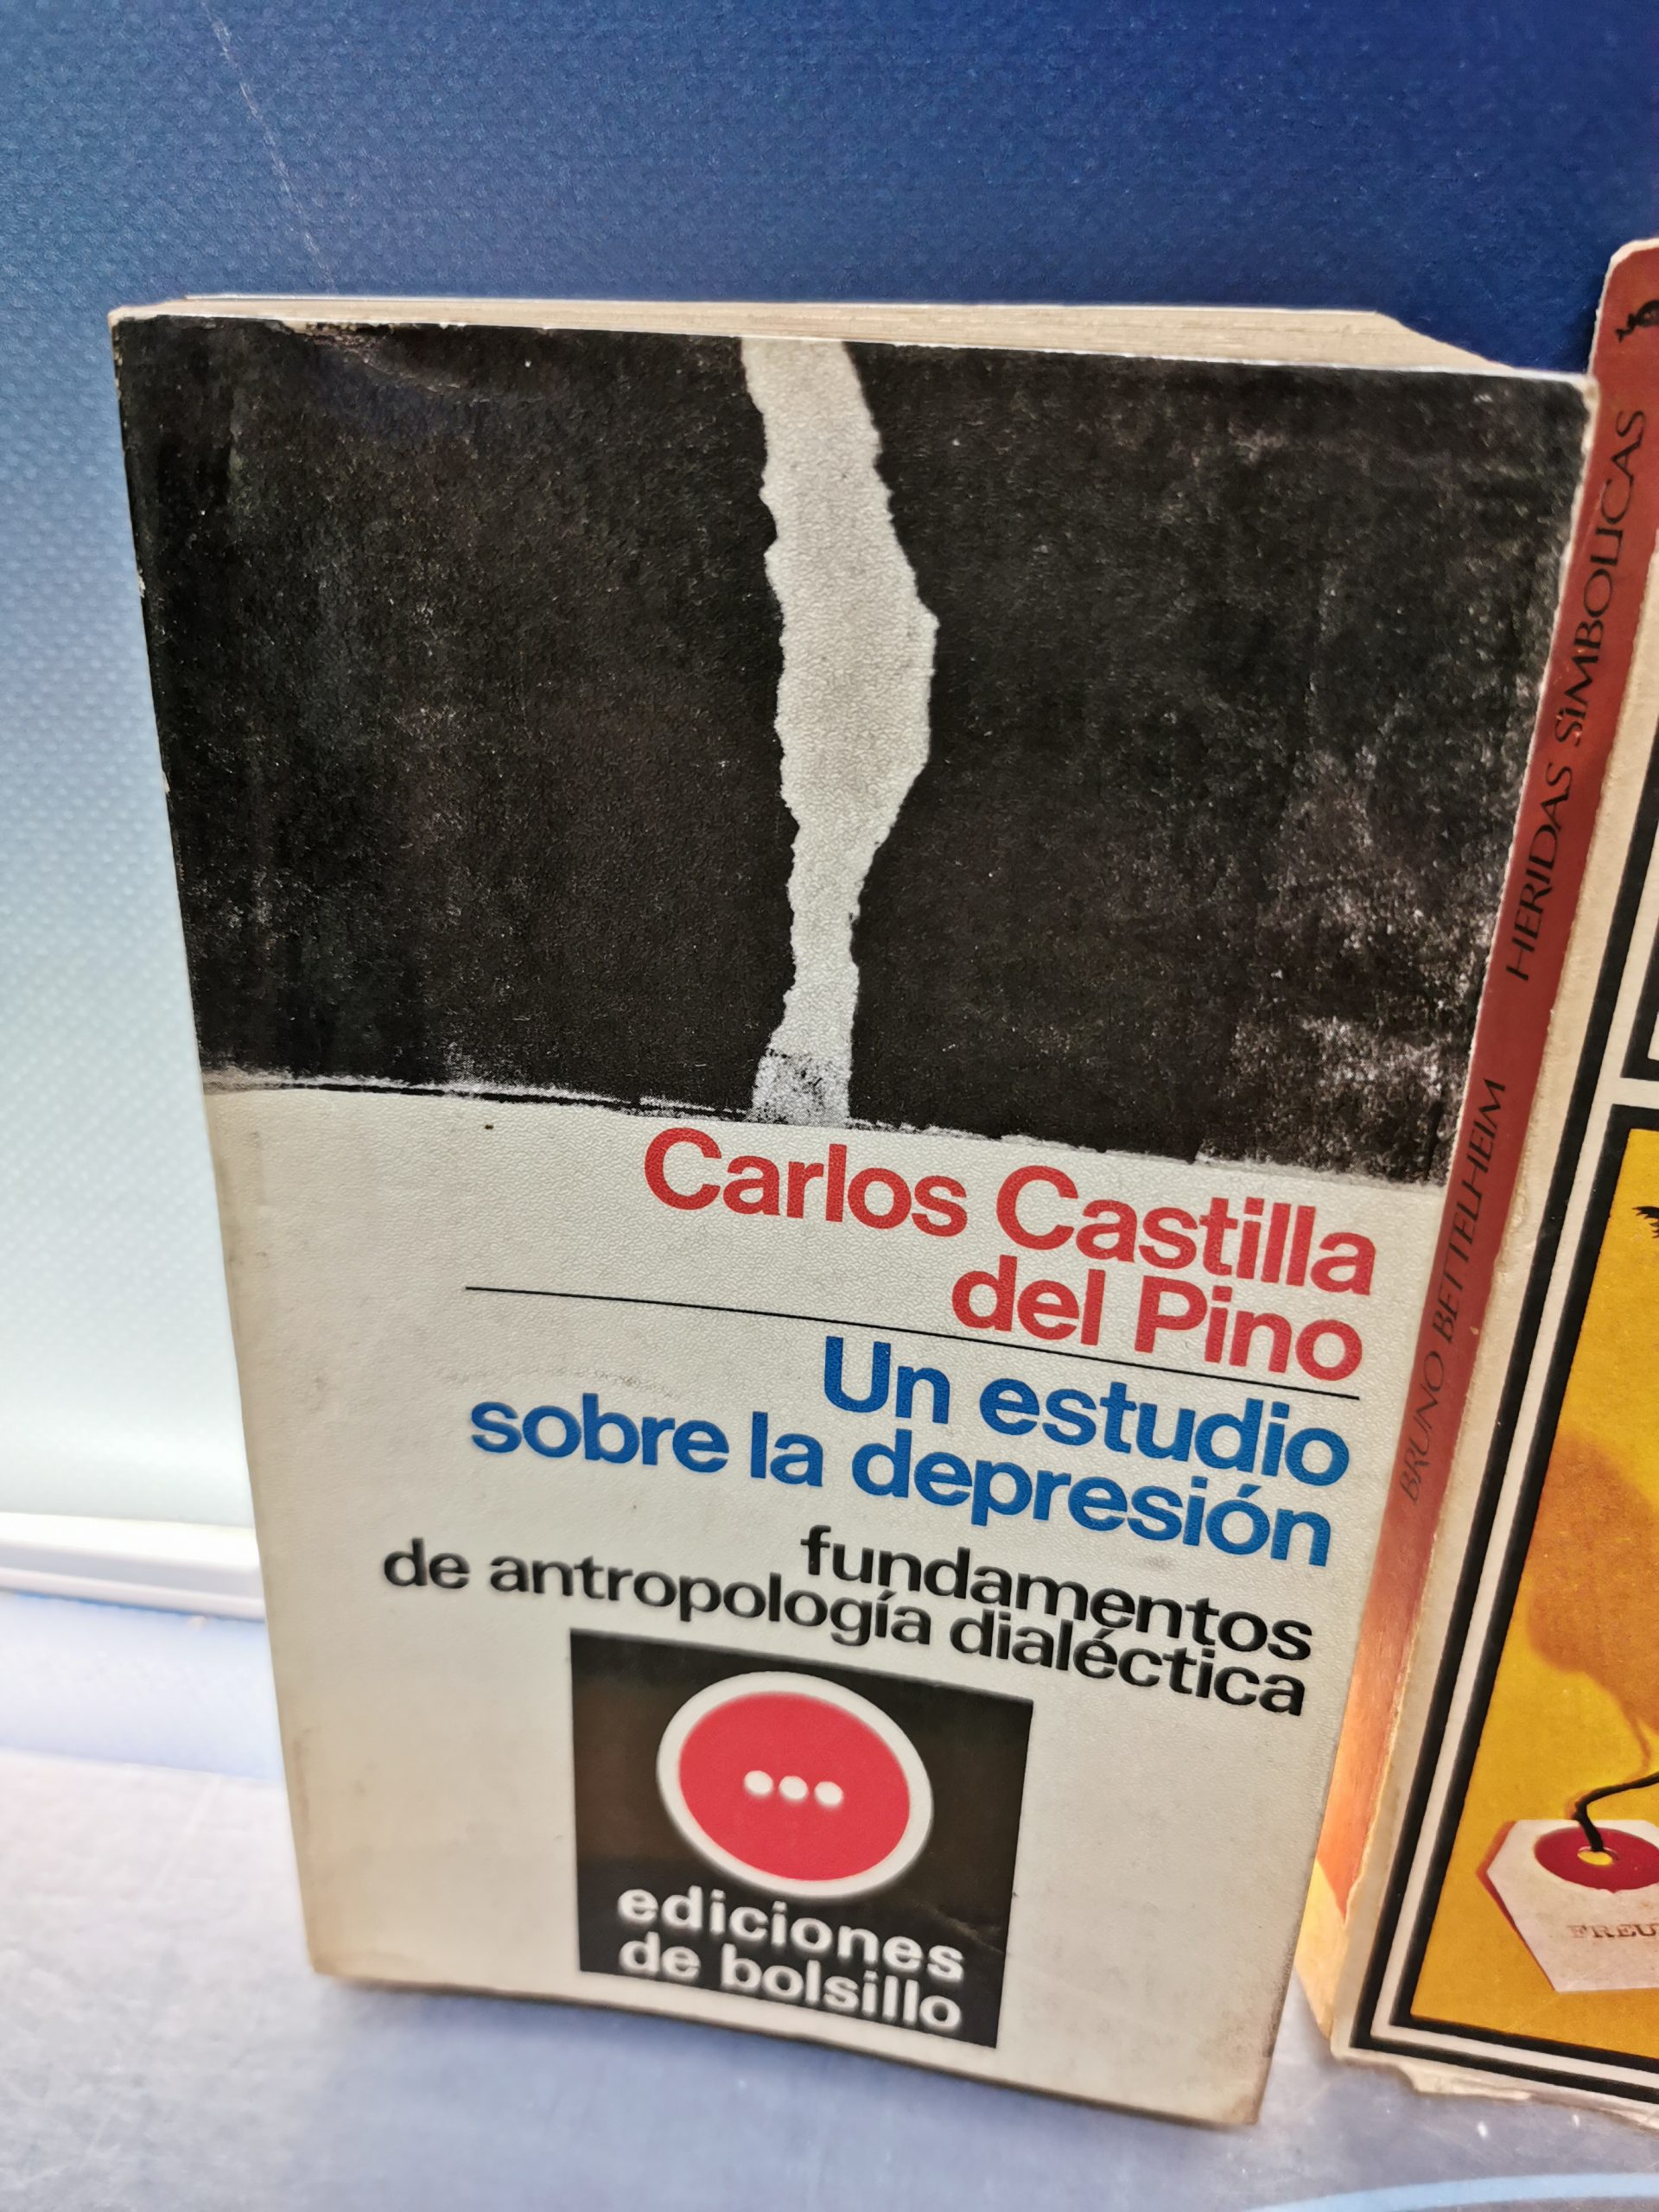 Carlos Castilla
del Pino
Un estudio
sobre la depresión
fundamentos
de antropología dialéctica
ediciones
de bolsillo
BRUNO BETTELHEIM HERIDAS SIMBOLICAS